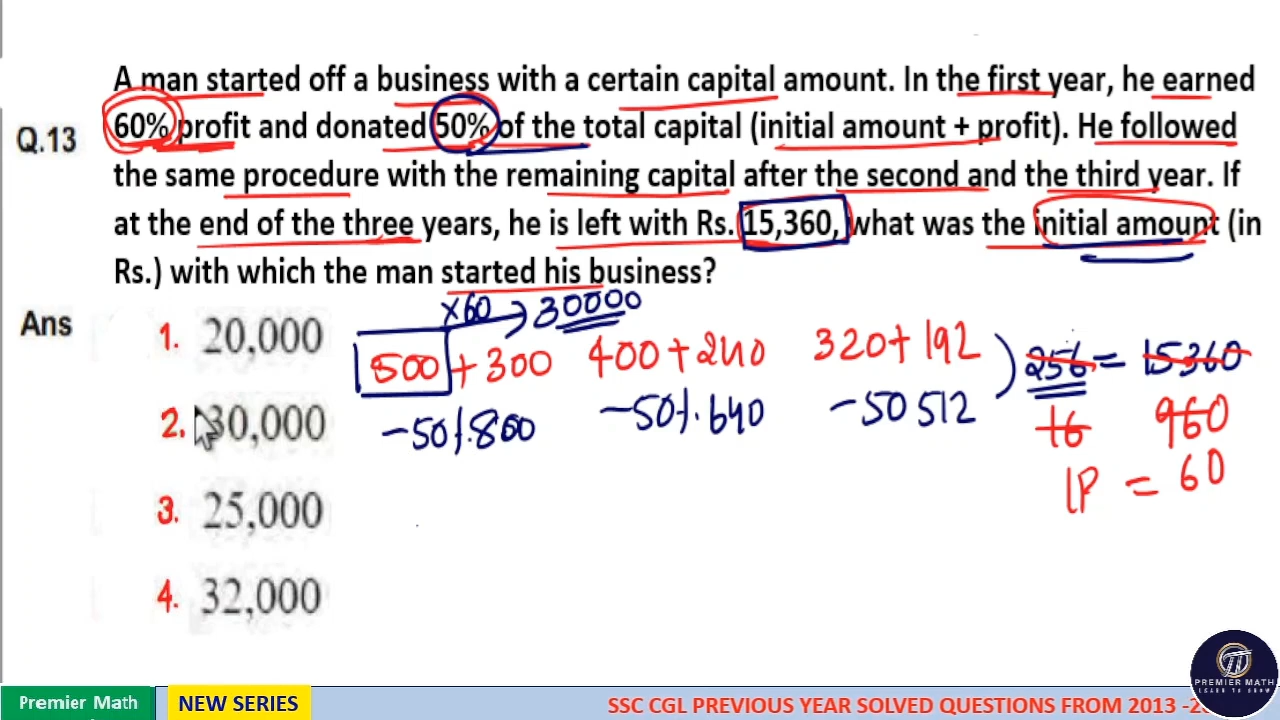 A man started off a business with a certain capital amount. In the first year, he earned
60% profit and donated 50% of the total capital (initial amount + profit). He followed
Q.13
the same procedure with the remaining capital after the second and the third year. If
at the end of the three years, he is left with Rs. 15,360, what was the initial amount (in
Rs.) with which the man started his business?
Ans
×60 → 30000
1. 20,000
500 + 300 400 + 240 320 + 192 ) 256 = 15360
2. 30,000
-50% 800 -50% 640 -50 512 16 960
1P = 60
3. 25,000
4. 32,000
PREMIER MATH
LEARN TO GROW
Premier Math
NEW SERIES
SSC CGL PREVIOUS YEAR SOLVED QUESTIONS FROM 2013 -2